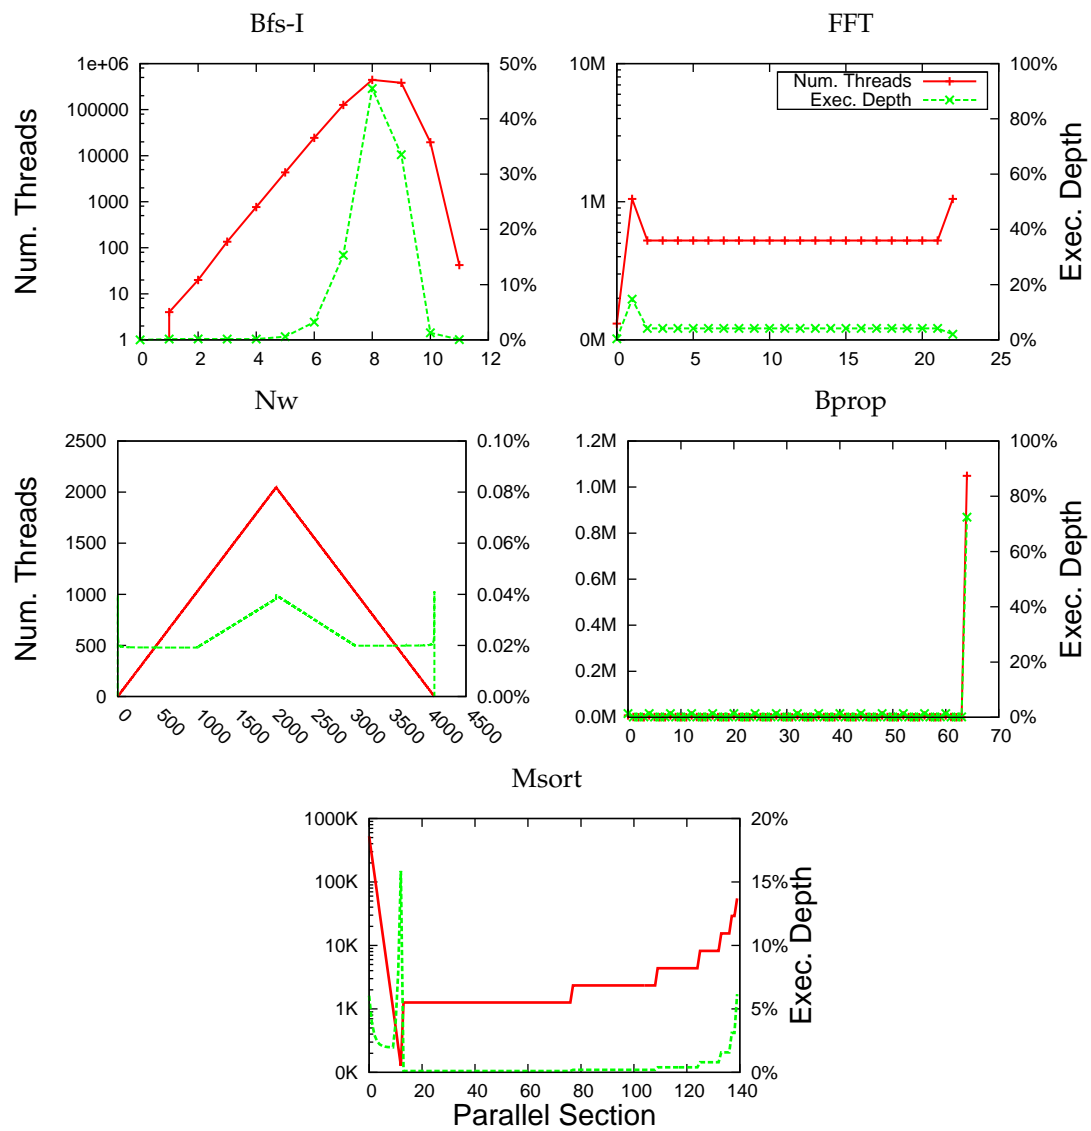 Bfs-I
FFT
Num. Threads
1e+06
100000
10000
1000
100
10
1
50%
40%
30%
20%
10%
0%
0 2 4 6 8 10 12
10M
1M
0M
Num. Threads
Exec. Depth
100%
80%
60%
40%
20%
0%
0 5 10 15 20 25
Exec. Depth
Nw
Bprop
Num. Threads
2500
2000
1500
1000
500
0
0.10%
0.08%
0.06%
0.04%
0.02%
0.00%
0 500 1000 1500 2000 2500 3000 3500 4000 4500
1.2M
1.0M
0.8M
0.6M
0.4M
0.2M
0.0M
100%
80%
60%
40%
20%
0%
0 10 20 30 40 50 60 70
Exec. Depth
Msort
1000K
100K
10K
1K
0K
20%
15%
10%
5%
0%
0 20 40 60 80 100 120 140
Exec. Depth
Parallel Section